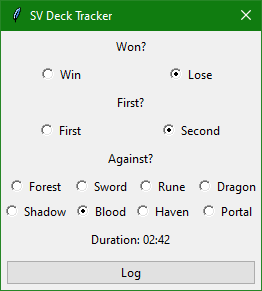 SV Deck Tracker
Won?
Win Lose
First?
First Second
Against?
Forest Sword Rune Dragon
Shadow Blood Haven Portal
Duration: 02:42
Log